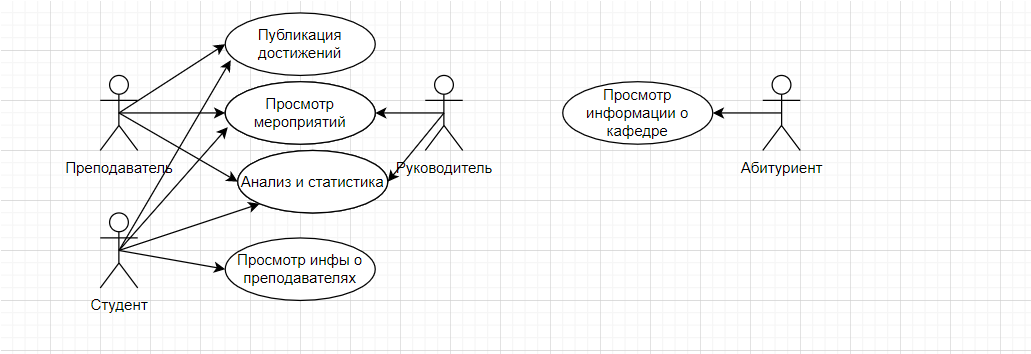 Публикация
достижений
Преподаватель
Просмотр
мероприятий
Руководитель
Просмотр
информации о
кафедре
Абитуриент
Анализ и статистика
Студент
Просмотр инфы о
преподавателях